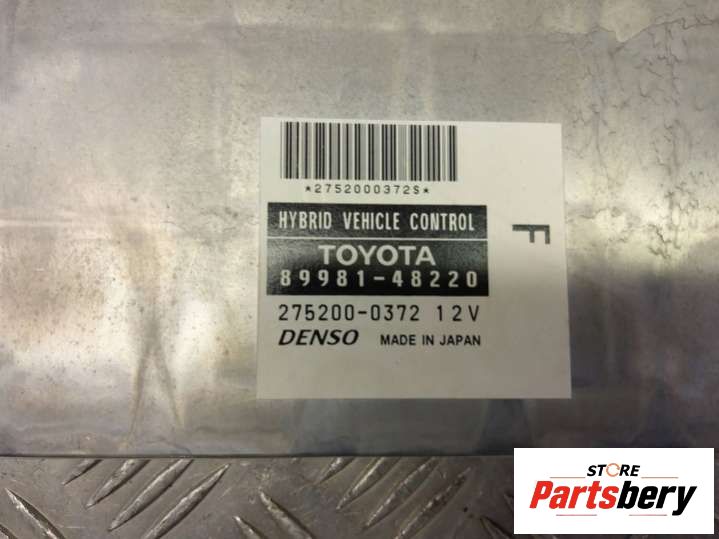 *2752000372S*
HYBRID VEHICLE CONTROL
F
TOYOTA
89981-48220
275200-0372 12V
DENSO MADE IN JAPAN
STORE
Partsbery